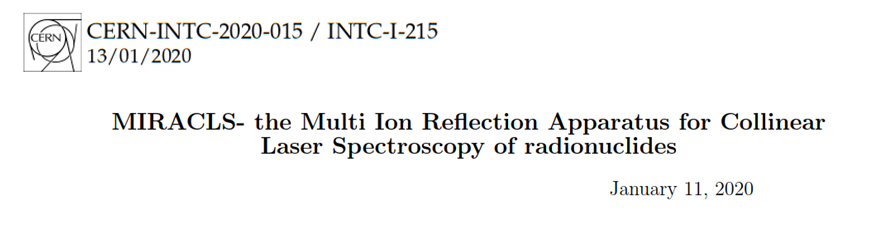 CERN
CERN-INTC-2020-015 / INTC-I-215
13/01/2020
MIRACLS- the Multi Ion Reflection Apparatus for Collinear
Laser Spectroscopy of radionuclides
January 11, 2020